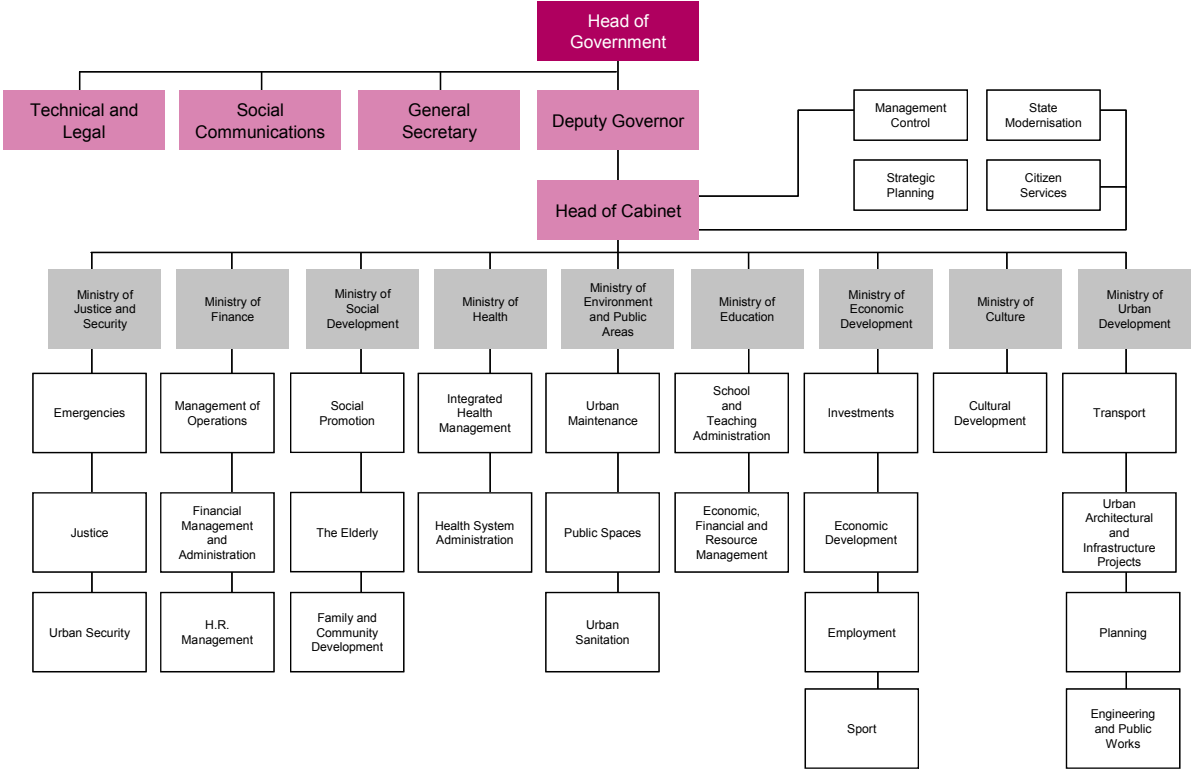 Head of
Government
Technical and
Legal
Social
Communications
General
Secretary
Deputy Governor
Management
Control
State
Modernisation
Strategic
Planning
Citizen
Services
Head of Cabinet
Ministry of
Justice and
Security
Ministry of
Finance
Ministry of
Social
Development
Ministry of
Health
Ministry of
Environment
and Public
Areas
Ministry of
Education
Ministry of
Economic
Development
Ministry of
Culture
Ministry of
Urban
Development
Emergencies
Management of
Operations
Social
Promotion
Integrated
Health
Management
Urban
Maintenance
School
and
Teaching
Administration
Investments
Cultural
Development
Transport
Justice
Financial
Management
and
Administration
The Elderly
Health System
Administration
Public Spaces
Economic,
Financial and
Resource
Management
Economic
Development
Urban
Architectural
and
Infrastructure
Projects
Urban Security
H.R.
Management
Family and
Community
Development
Urban
Sanitation
Employment
Planning
Sport
Engineering
and Public
Works